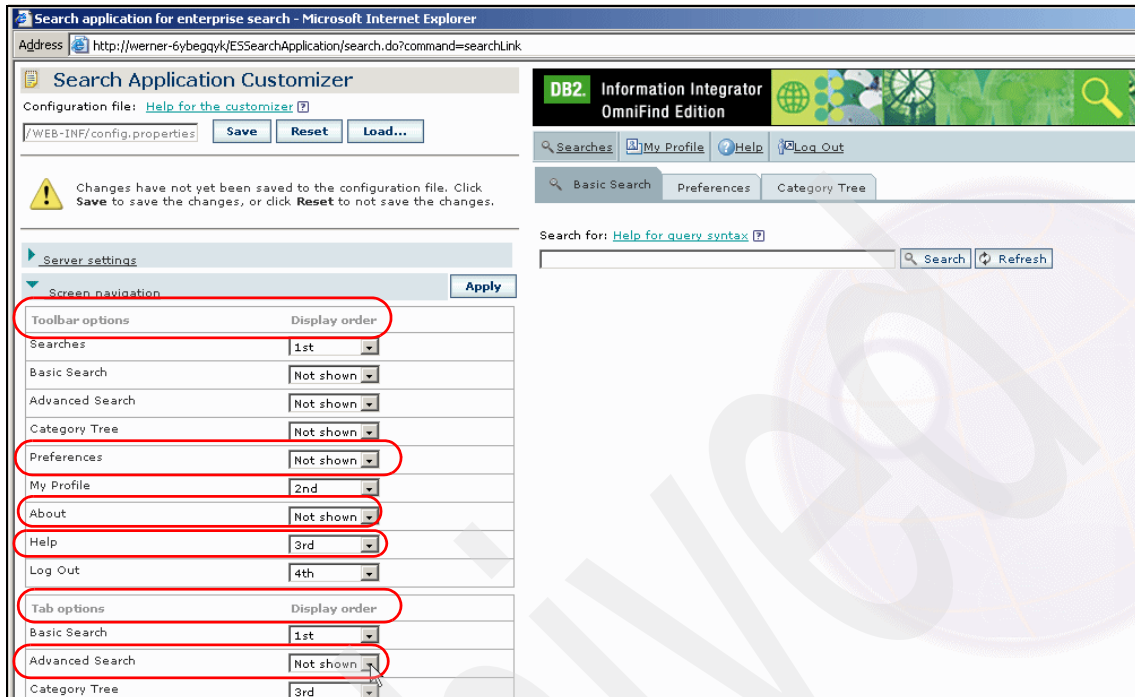 Search application for enterprise search - Microsoft Internet Explorer
Address http://werner-6ybegqyk/ESSearchApplication/search.do?command=searchLink
Search Application Customizer
Configuration file: Help for the customizer ?
/WEB-INF/config.properties Save Reset Load...
Changes have not yet been saved to the configuration file. Click
Save to save the changes, or click Reset to not save the changes.
Server settings
Screen navigation Apply
Toolbar options Display order
Searches 1st
Basic Search Not shown
Advanced Search Not shown
Category Tree Not shown
Preferences Not shown
My Profile 2nd
About Not shown
Help 3rd
Log Out 4th
Tab options Display order
Basic Search 1st
Advanced Search Not shown
Category Tree 3rd
DB2. Information Integrator
OmniFind Edition
Searches My Profile ? Help Log Out
Basic Search Preferences Category Tree
Search for: Help for query syntax ?
Search Refresh